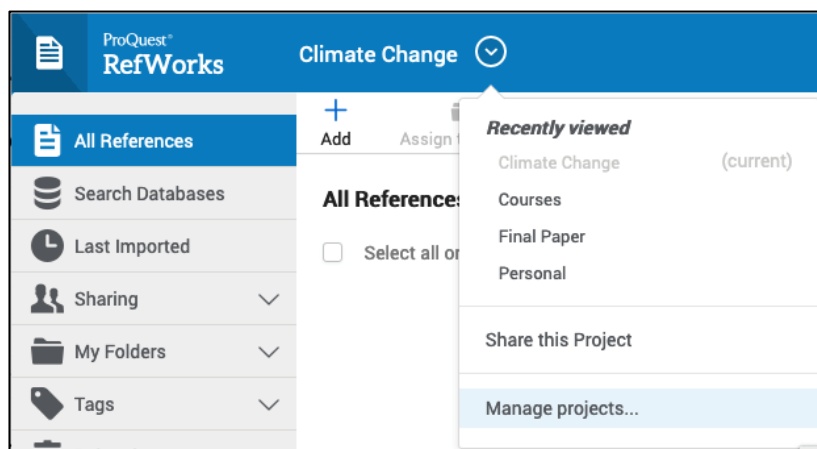 ProQuest®
RefWorks
Climate Change
All References
Search Databases
Last Imported
Sharing
My Folders
Tags
Add
Assign
All References
Select all
Recently viewed
Climate Change (current)
Courses
Final Paper
Personal
Share this Project
Manage projects...